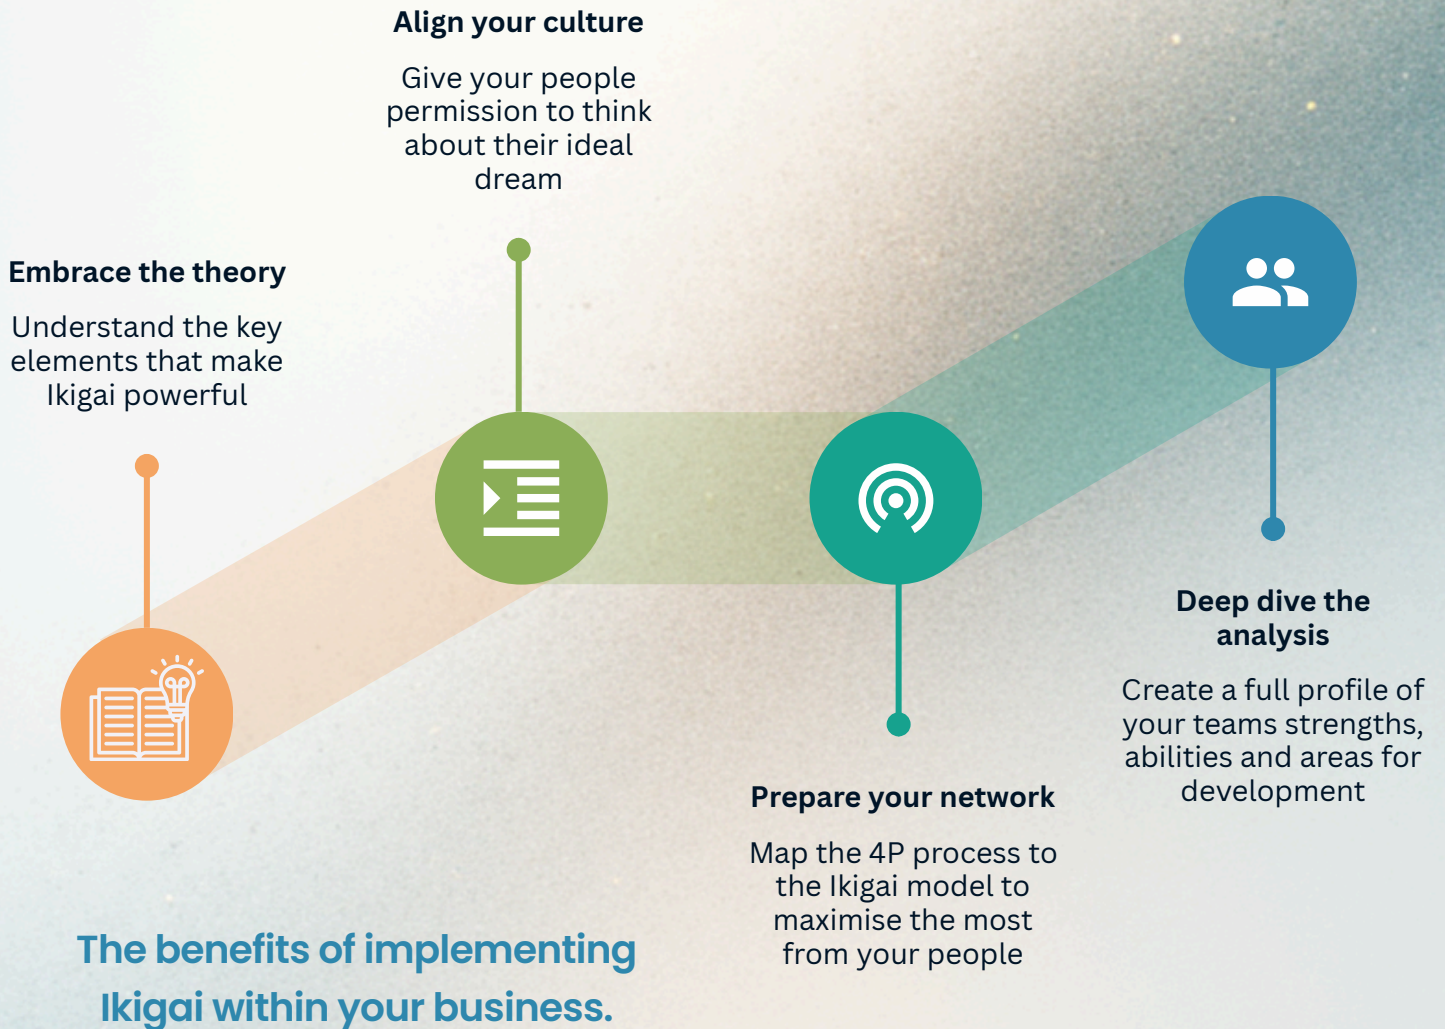 Align your culture
Give your people
permission to think
about their ideal
dream
Embrace the theory
Understand the key
elements that make
Ikigai powerful
Deep dive the
analysis
Create a full profile of
your teams strengths,
abilities and areas for
development
Prepare your network
Map the 4P process to
the Ikigai model to
maximise the most
from your people
The benefits of implementing
Ikigai within your business.